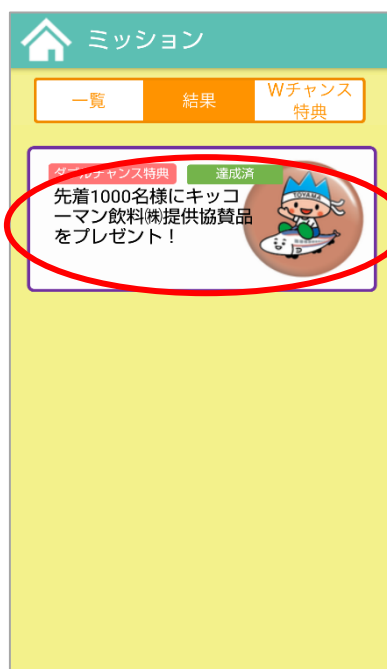 ミッション
一覧
結果
Wチャンス
特典
ダブルチャンス特典
達成済
先着1000名様にキッコ
ーマン飲料㈱提供協賛品
をプレゼント！
TOYAMA